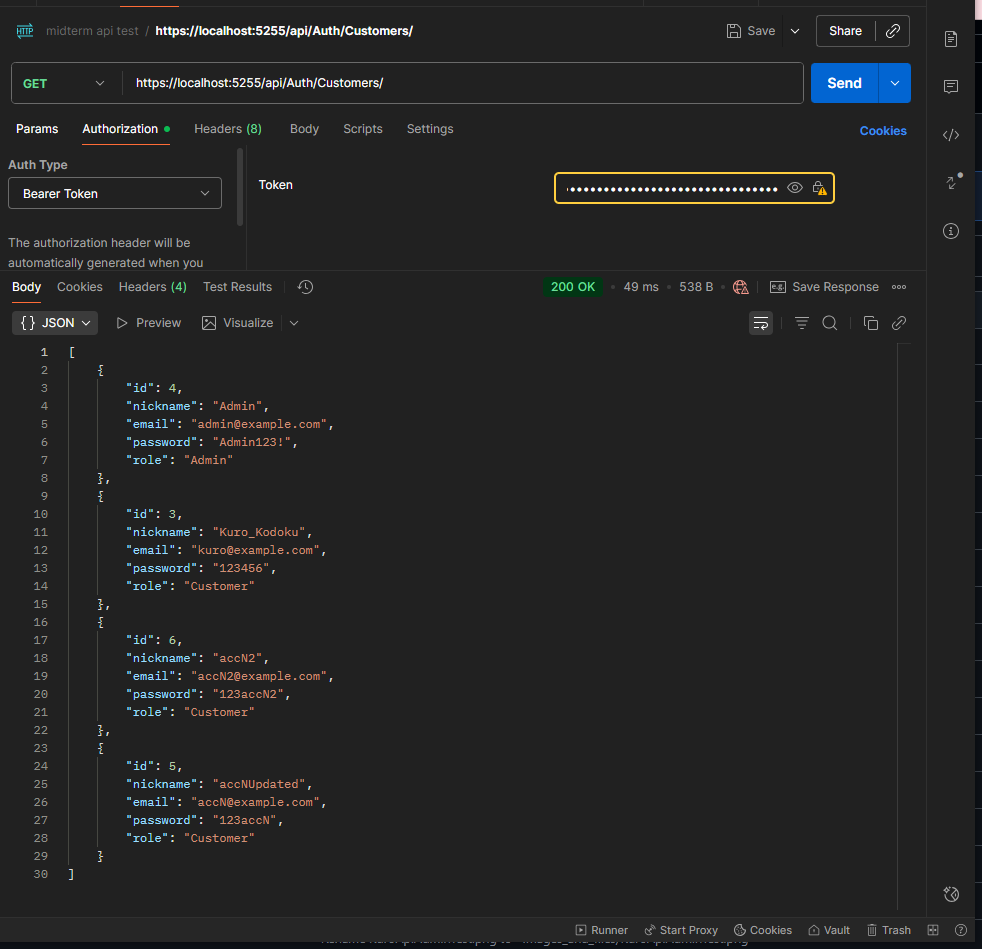 HTTP midterm api test / https://localhost:5255/api/Auth/Customers/ Save Share
GET https://localhost:5255/api/Auth/Customers/ Send
Params Authorization Headers (8) Body Scripts Settings Cookies
Auth Type
Bearer Token
Token
The authorization header will be
automatically generated when you
Body Cookies Headers (4) Test Results 200 OK 49 ms 538 B e.g. Save Response
{} JSON Preview Visualize
1 [
2 {
3 "id": 4,
4 "nickname": "Admin",
5 "email": "admin@example.com",
6 "password": "Admin123!",
7 "role": "Admin"
8 },
9 {
10 "id": 3,
11 "nickname": "Kuro_Kodoku",
12 "email": "kuro@example.com",
13 "password": "123456",
14 "role": "Customer"
15 },
16 {
17 "id": 6,
18 "nickname": "accN2",
19 "email": "accN2@example.com",
20 "password": "123accN2",
21 "role": "Customer"
22 },
23 {
24 "id": 5,
25 "nickname": "accNUpdated",
26 "email": "accN@example.com",
27 "password": "123accN",
28 "role": "Customer"
29 }
30 ]
Runner Start Proxy Cookies Vault Trash